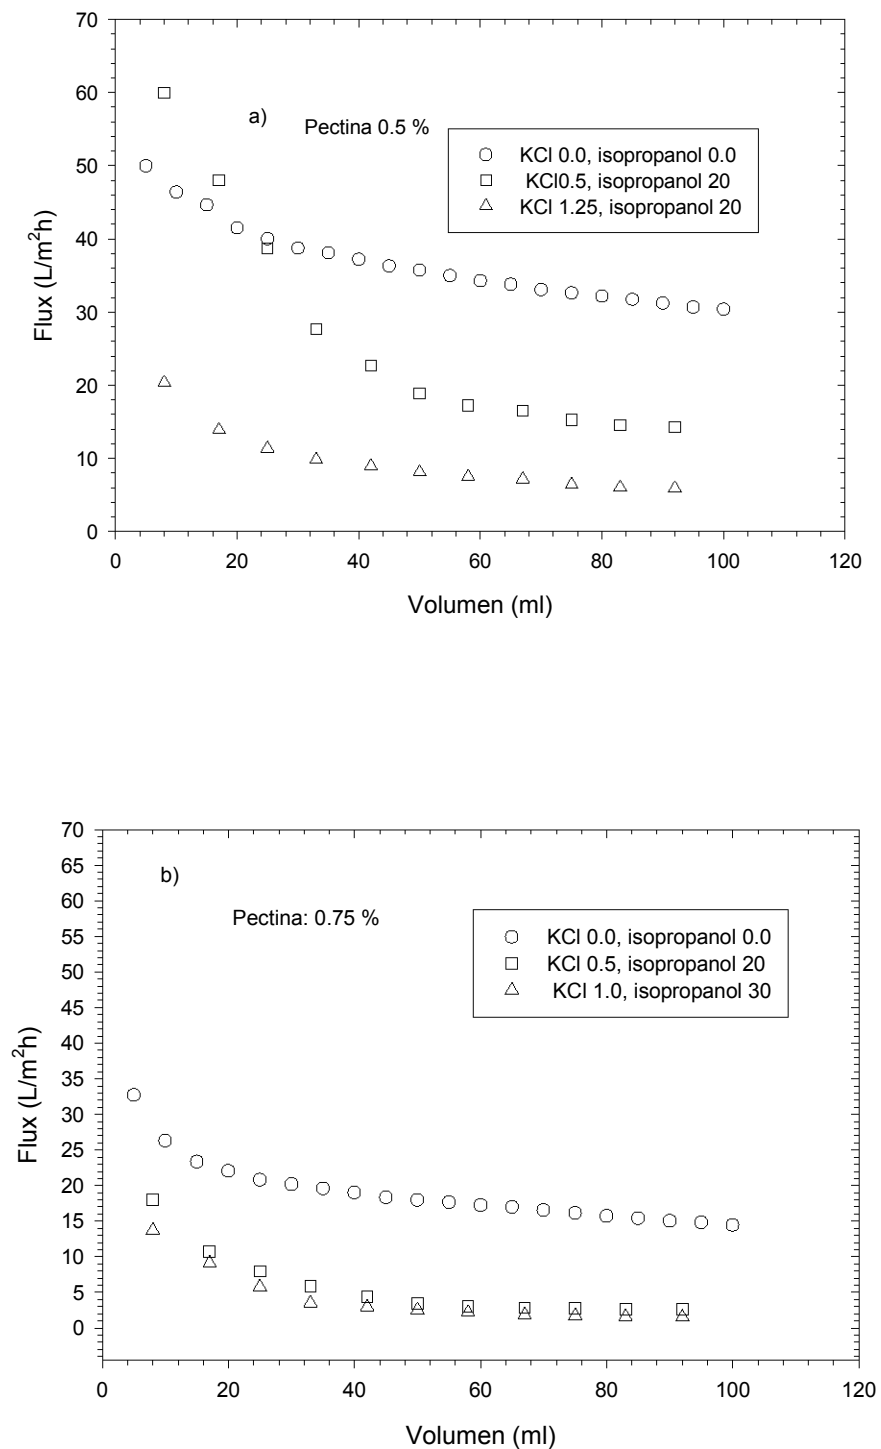 70
60
50
40
30
20
10
0
Flux (L/m²h)
a)
Pectina 0.5 %
KCl 0.0, isopropanol 0.0
KCl0.5, isopropanol 20
KCl 1.25, isopropanol 20
0 20 40 60 80 100 120
Volumen (ml)
70
65
60
55
50
45
40
35
30
25
20
15
10
5
0
Flux (L/m²h)
b)
Pectina: 0.75 %
KCl 0.0, isopropanol 0.0
KCl 0.5, isopropanol 20
KCl 1.0, isopropanol 30
0 20 40 60 80 100 120
Volumen (ml)